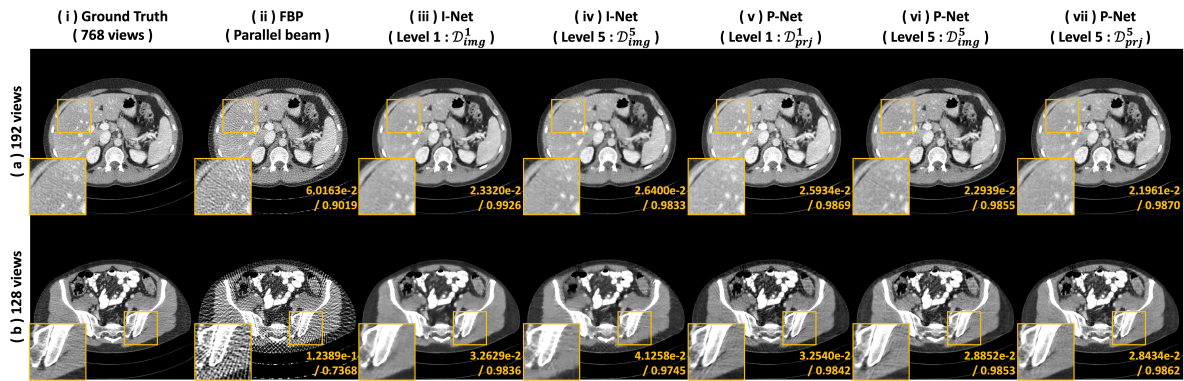 ( i ) Ground Truth
( 768 views )
( ii ) FBP
( Parallel beam )
( iii ) I-Net
( Level 1 : 𝒟¹img )
( iv ) I-Net
( Level 5 : 𝒟⁵img )
( v ) P-Net
( Level 1 : 𝒟¹prj )
( vi ) P-Net
( Level 5 : 𝒟⁵img )
( vii ) P-Net
( Level 5 : 𝒟⁵prj )
( a ) 192 views
6.0163e-2
/ 0.9019
2.3320e-2
/ 0.9926
2.6400e-2
/ 0.9833
2.5934e-2
/ 0.9869
2.2939e-2
/ 0.9855
2.1961e-2
/ 0.9870
( b ) 128 views
1.2389e-1
/ 0.7368
3.2629e-2
/ 0.9836
4.1258e-2
/ 0.9745
3.2540e-2
/ 0.9842
2.8852e-2
/ 0.9853
2.8434e-2
/ 0.9862